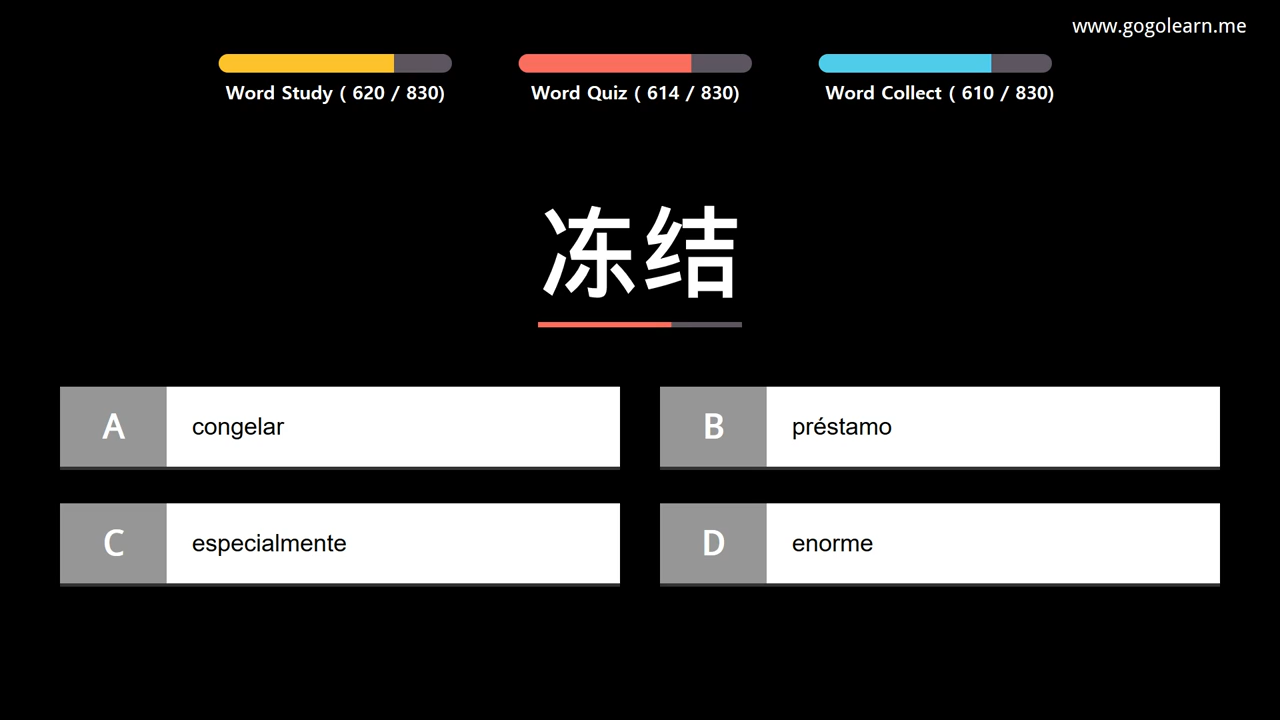 www.gogolearn.me
Word Study ( 620 / 830)
Word Quiz ( 614 / 830)
Word Collect ( 610 / 830)
冻结
A
congelar
B
préstamo
C
especialmente
D
enorme